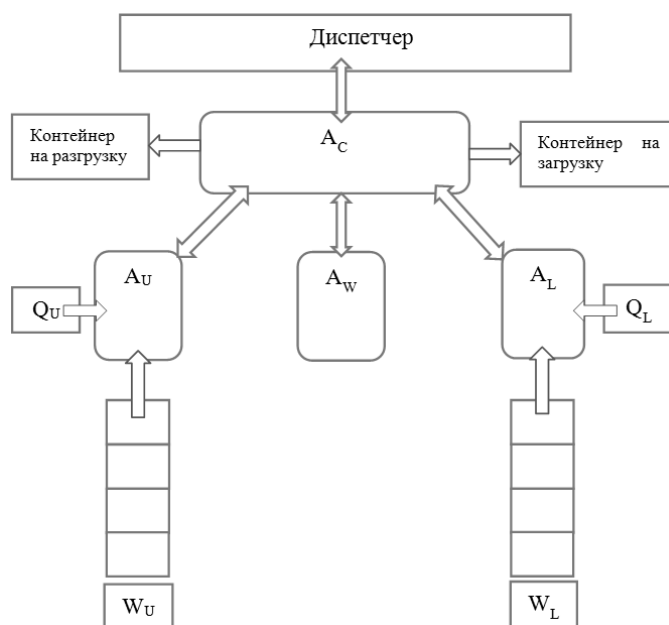 Диспетчер
Контейнер
на разгрузку
A_C
Контейнер на
загрузку
A_U
A_W
A_L
Q_U
Q_L
W_U
W_L